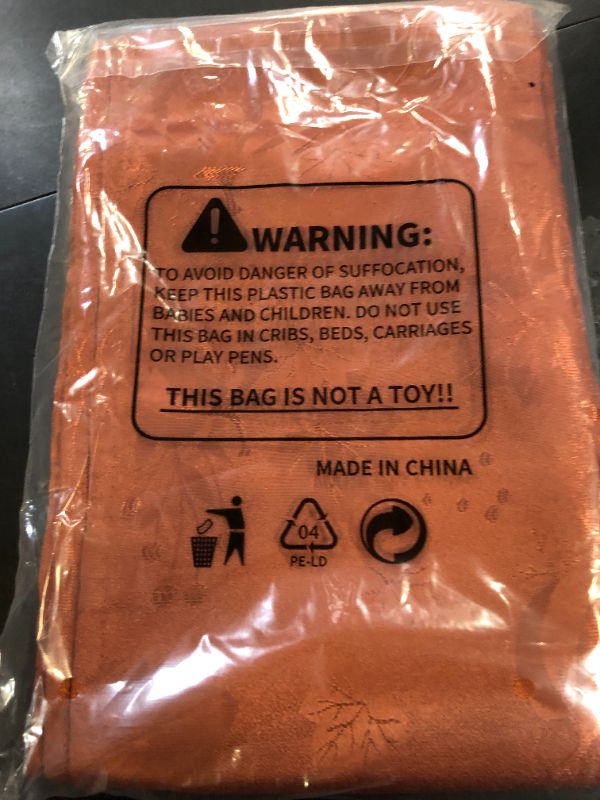 WARNING:
TO AVOID DANGER OF SUFFOCATION,
KEEP THIS PLASTIC BAG AWAY FROM
BABIES AND CHILDREN. DO NOT USE
THIS BAG IN CRIBS, BEDS, CARRIAGES
OR PLAY PENS.
THIS BAG IS NOT A TOY!!
MADE IN CHINA
04
PE-LD